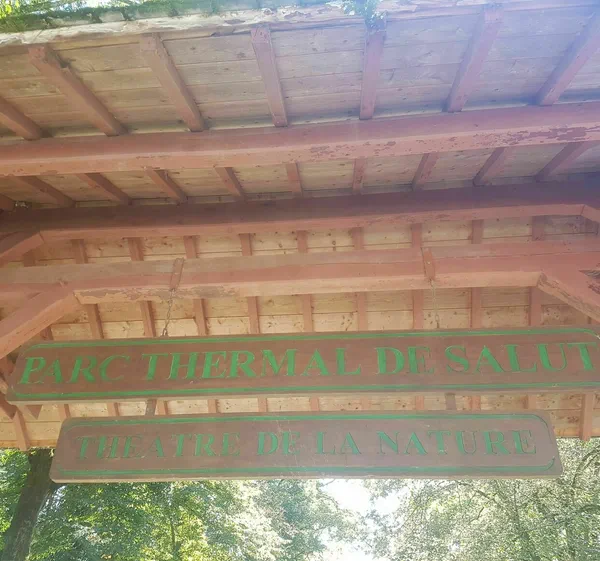 PARC THERMAL DE SALUT
THEATRE DE LA NATURE